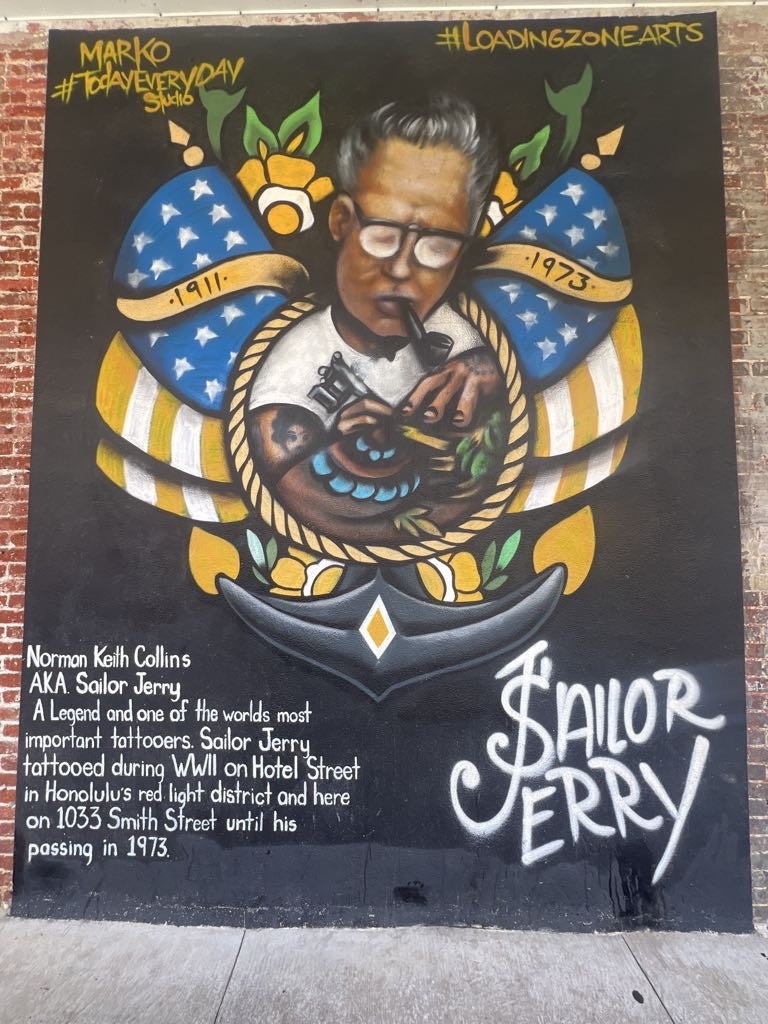 MARKO
#TODAYEVERYDAY
Studio
#LOADINGZONEARTS
·1911·
·1973·
Norman Keith Collins
AKA. Sailor Jerry
A Legend and one of the worlds most
important tattooers. Sailor Jerry
tattooed during WWII on Hotel Street
in Honolulu's red light district and here
on 1033 Smith Street until his
passing in 1973.
SAILOR
JERRY